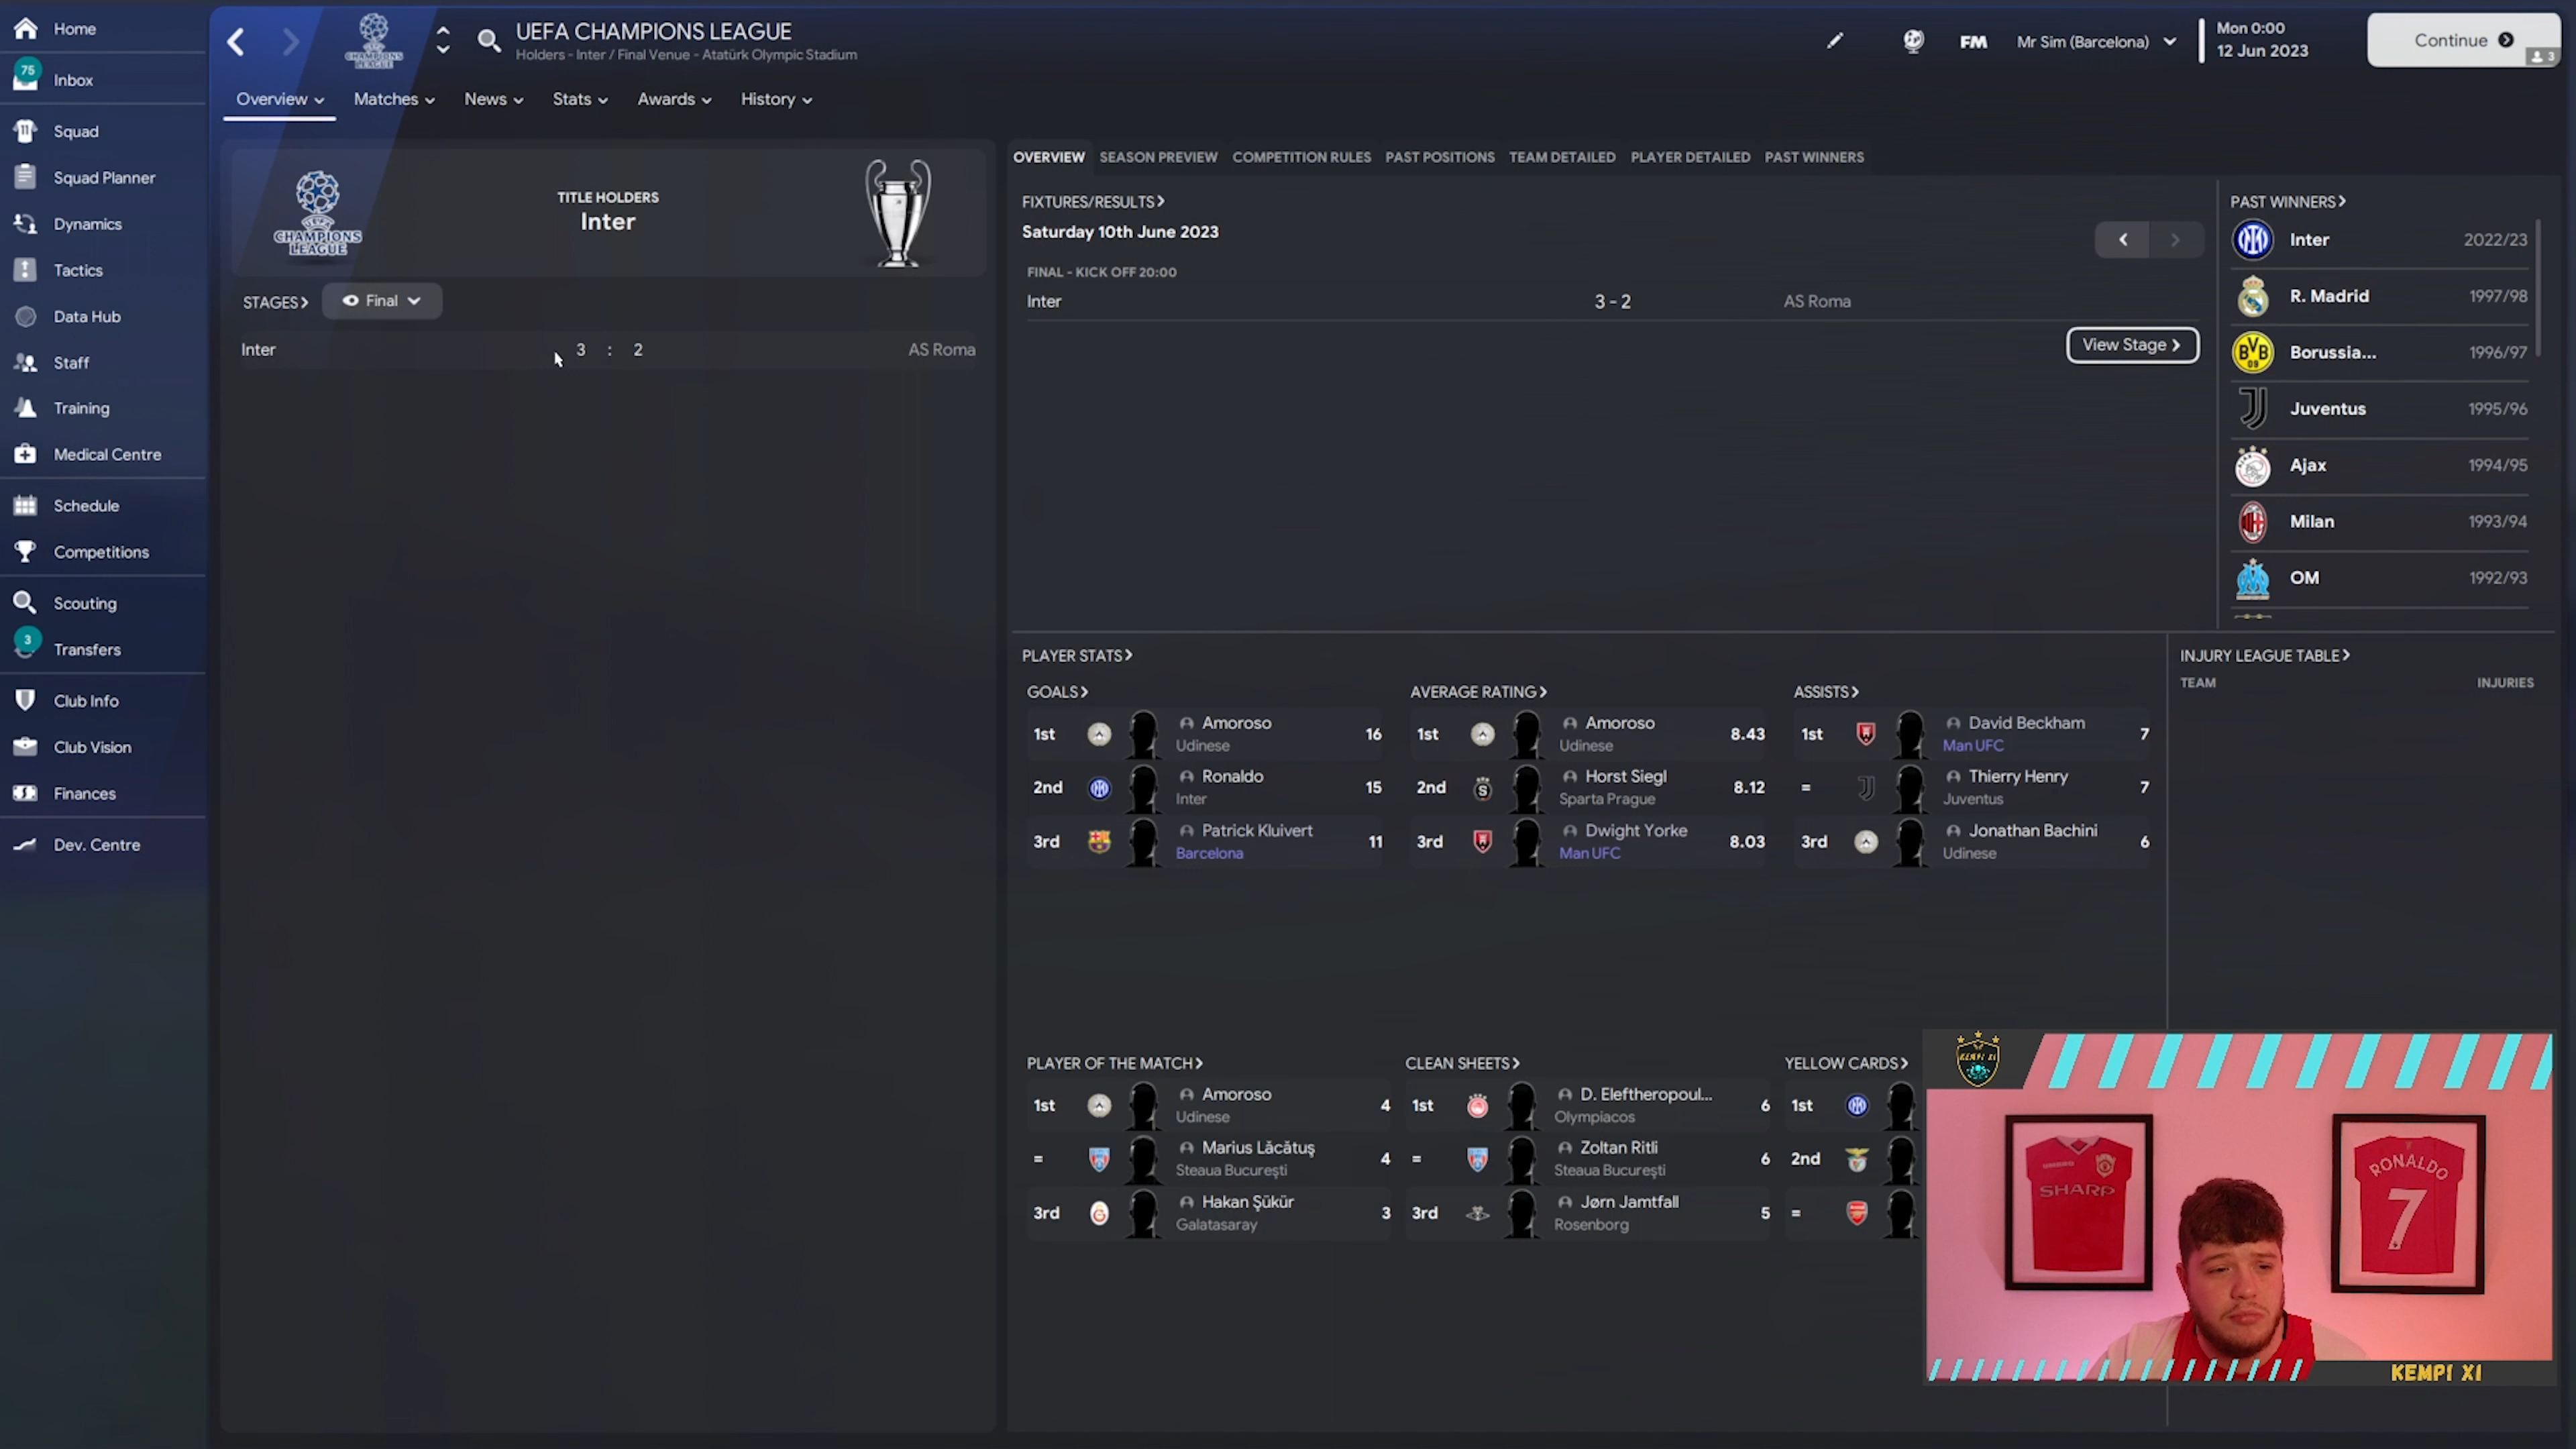 Home
75
Inbox
Squad
Squad Planner
Dynamics
Tactics
Data Hub
Staff
Training
Medical Centre
Schedule
Competitions
Scouting
3
Transfers
Club Info
Club Vision
Finances
Dev. Centre
CHAMPIONS LEAGUE
UEFA CHAMPIONS LEAGUE
Holders - Inter / Final Venue - Atatürk Olympic Stadium
FM
Mr Sim (Barcelona)
Mon 0:00
12 Jun 2023
Continue
3
Overview
Matches
News
Stats
Awards
History
CHAMPIONS
LEAGUE
TITLE HOLDERS
Inter
STAGES
Final
Inter 3 : 2 AS Roma
OVERVIEW SEASON PREVIEW COMPETITION RULES PAST POSITIONS TEAM DETAILED PLAYER DETAILED PAST WINNERS
FIXTURES/RESULTS
Saturday 10th June 2023
FINAL - KICK OFF 20:00
Inter 3 - 2 AS Roma
View Stage
PAST WINNERS
Inter 2022/23
R. Madrid 1997/98
Borussia... 1996/97
Juventus 1995/96
Ajax 1994/95
Milan 1993/94
OM 1992/93
PLAYER STATS
GOALS
1st Amoroso 16
Udinese
2nd Ronaldo 15
Inter
3rd Patrick Kluivert 11
Barcelona
AVERAGE RATING
1st Amoroso 8.43
Udinese
2nd Horst Siegl 8.12
Sparta Prague
3rd Dwight Yorke 8.03
Man UFC
ASSISTS
1st David Beckham 7
Man UFC
= Thierry Henry 7
Juventus
3rd Jonathan Bachini 6
Udinese
INJURY LEAGUE TABLE
TEAM INJURIES
PLAYER OF THE MATCH
1st Amoroso 4
Udinese
= Marius Lăcătuş 4
Steaua Bucureşti
3rd Hakan Şükür 3
Galatasaray
CLEAN SHEETS
1st D. Eleftheropoul... 6
Olympiacos
= Zoltan Ritli 6
Steaua Bucureşti
3rd Jørn Jamtfall 5
Rosenborg
YELLOW CARDS
1st
2nd
=
KEMPI XI
UMBRO
SHARP
RONALDO
7
KEMPI XI